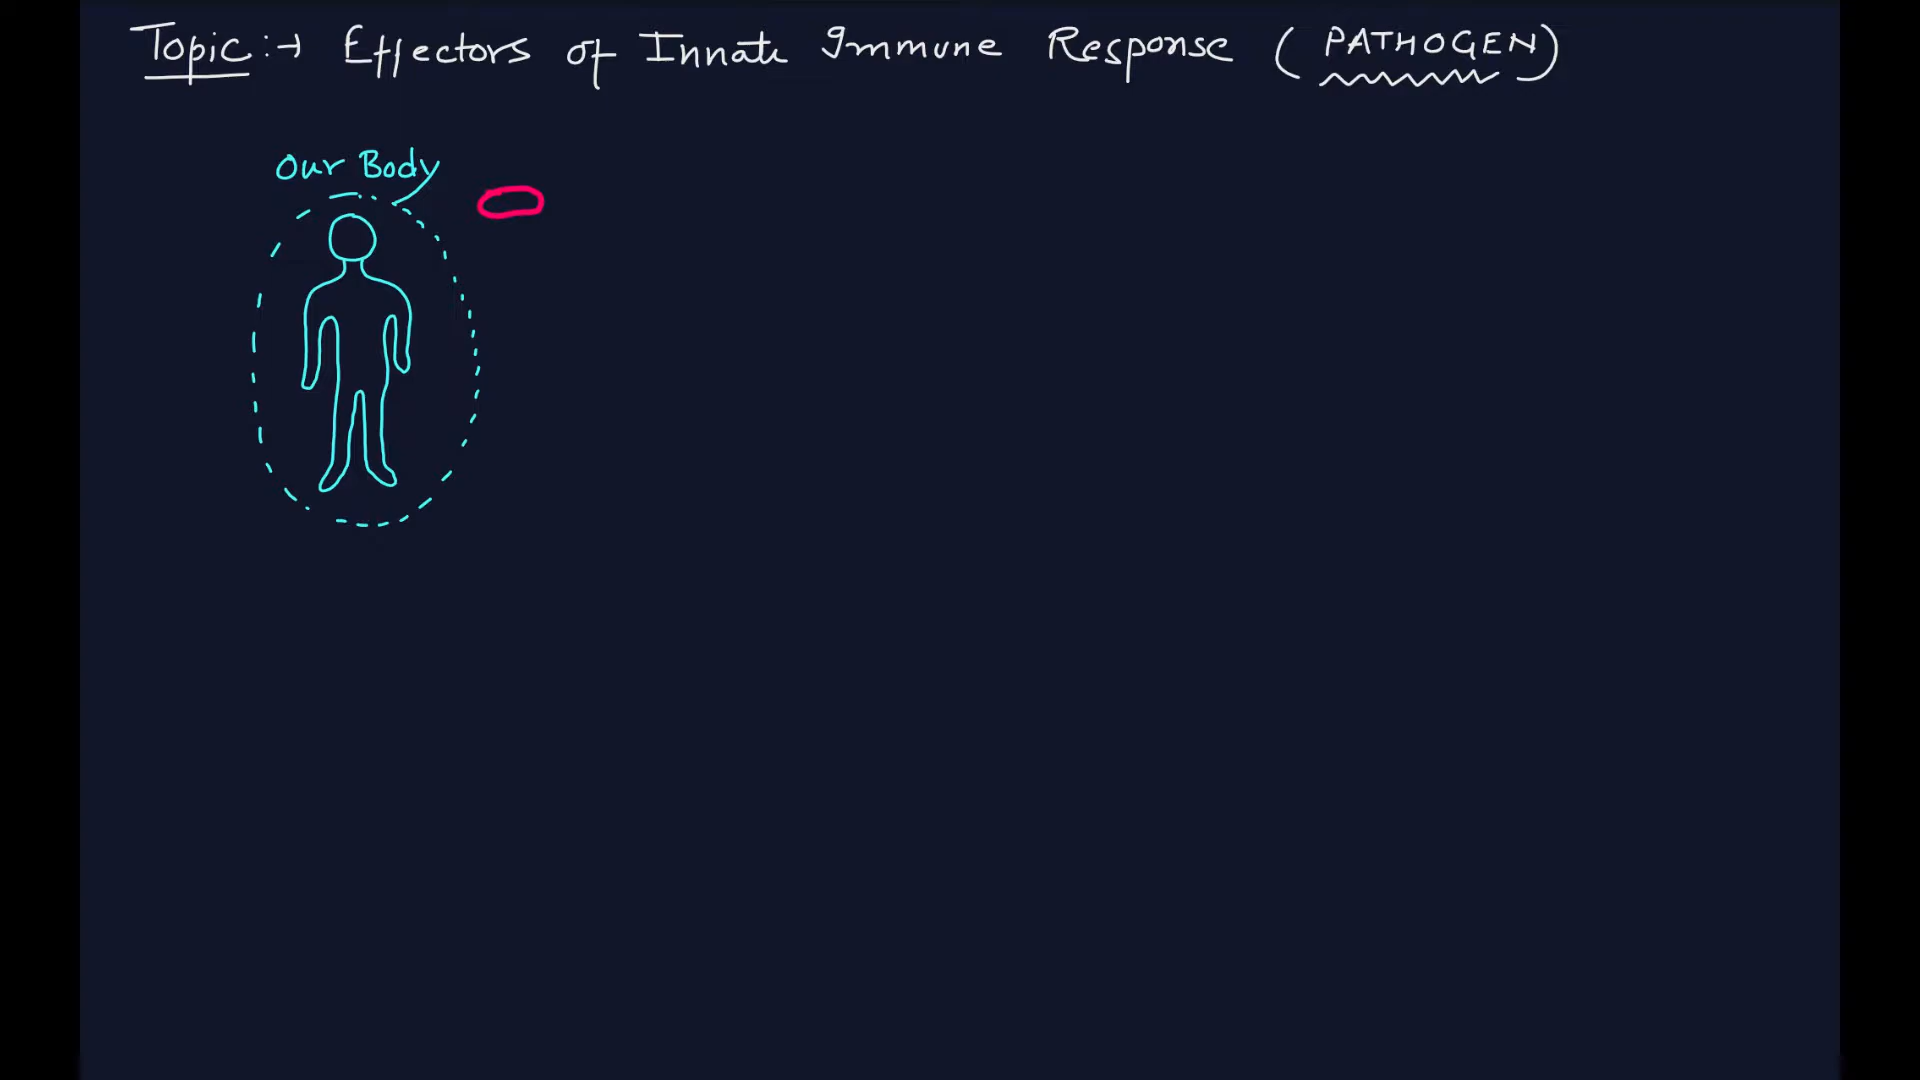 Topic :→ Effectors of Innate Immune Response (PATHOGEN)
Our Body